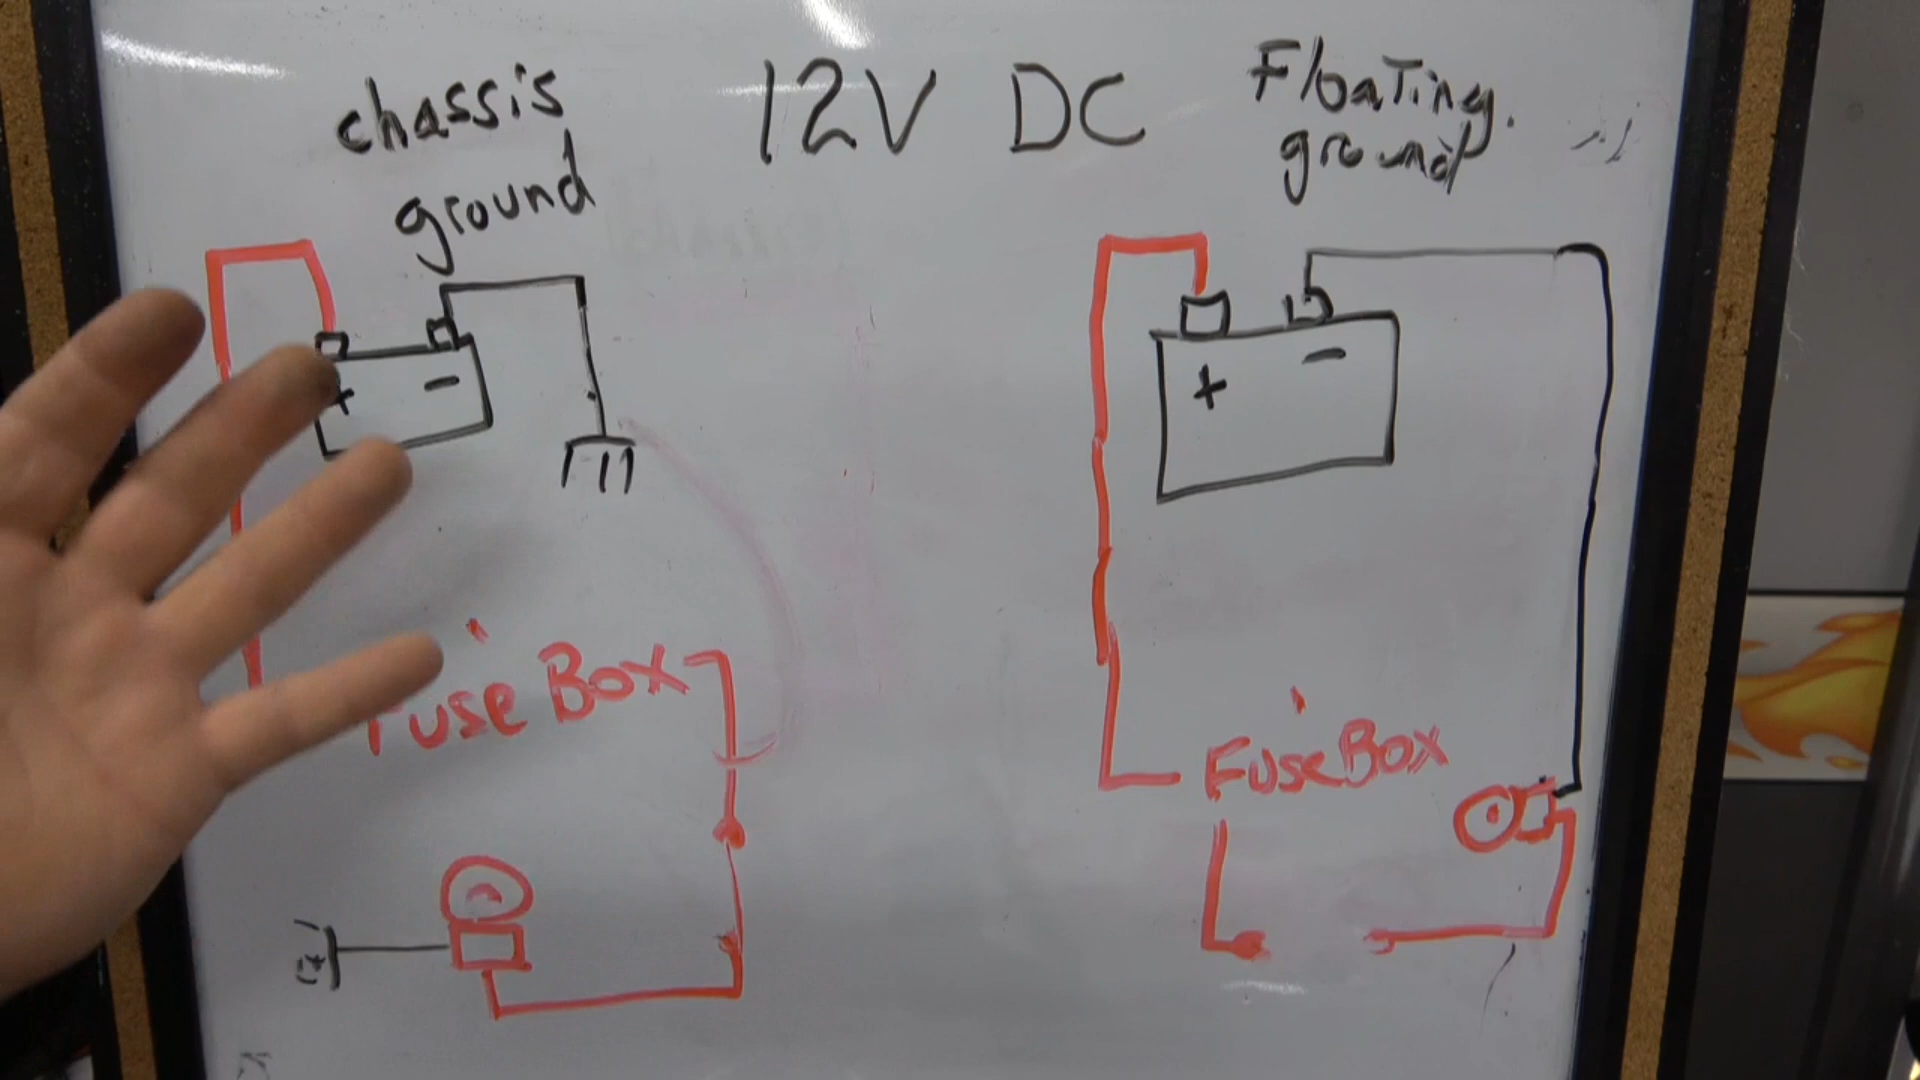 chassis
ground
12V DC
Floating
ground
+ -
+ -
Fuse Box
Fuse Box